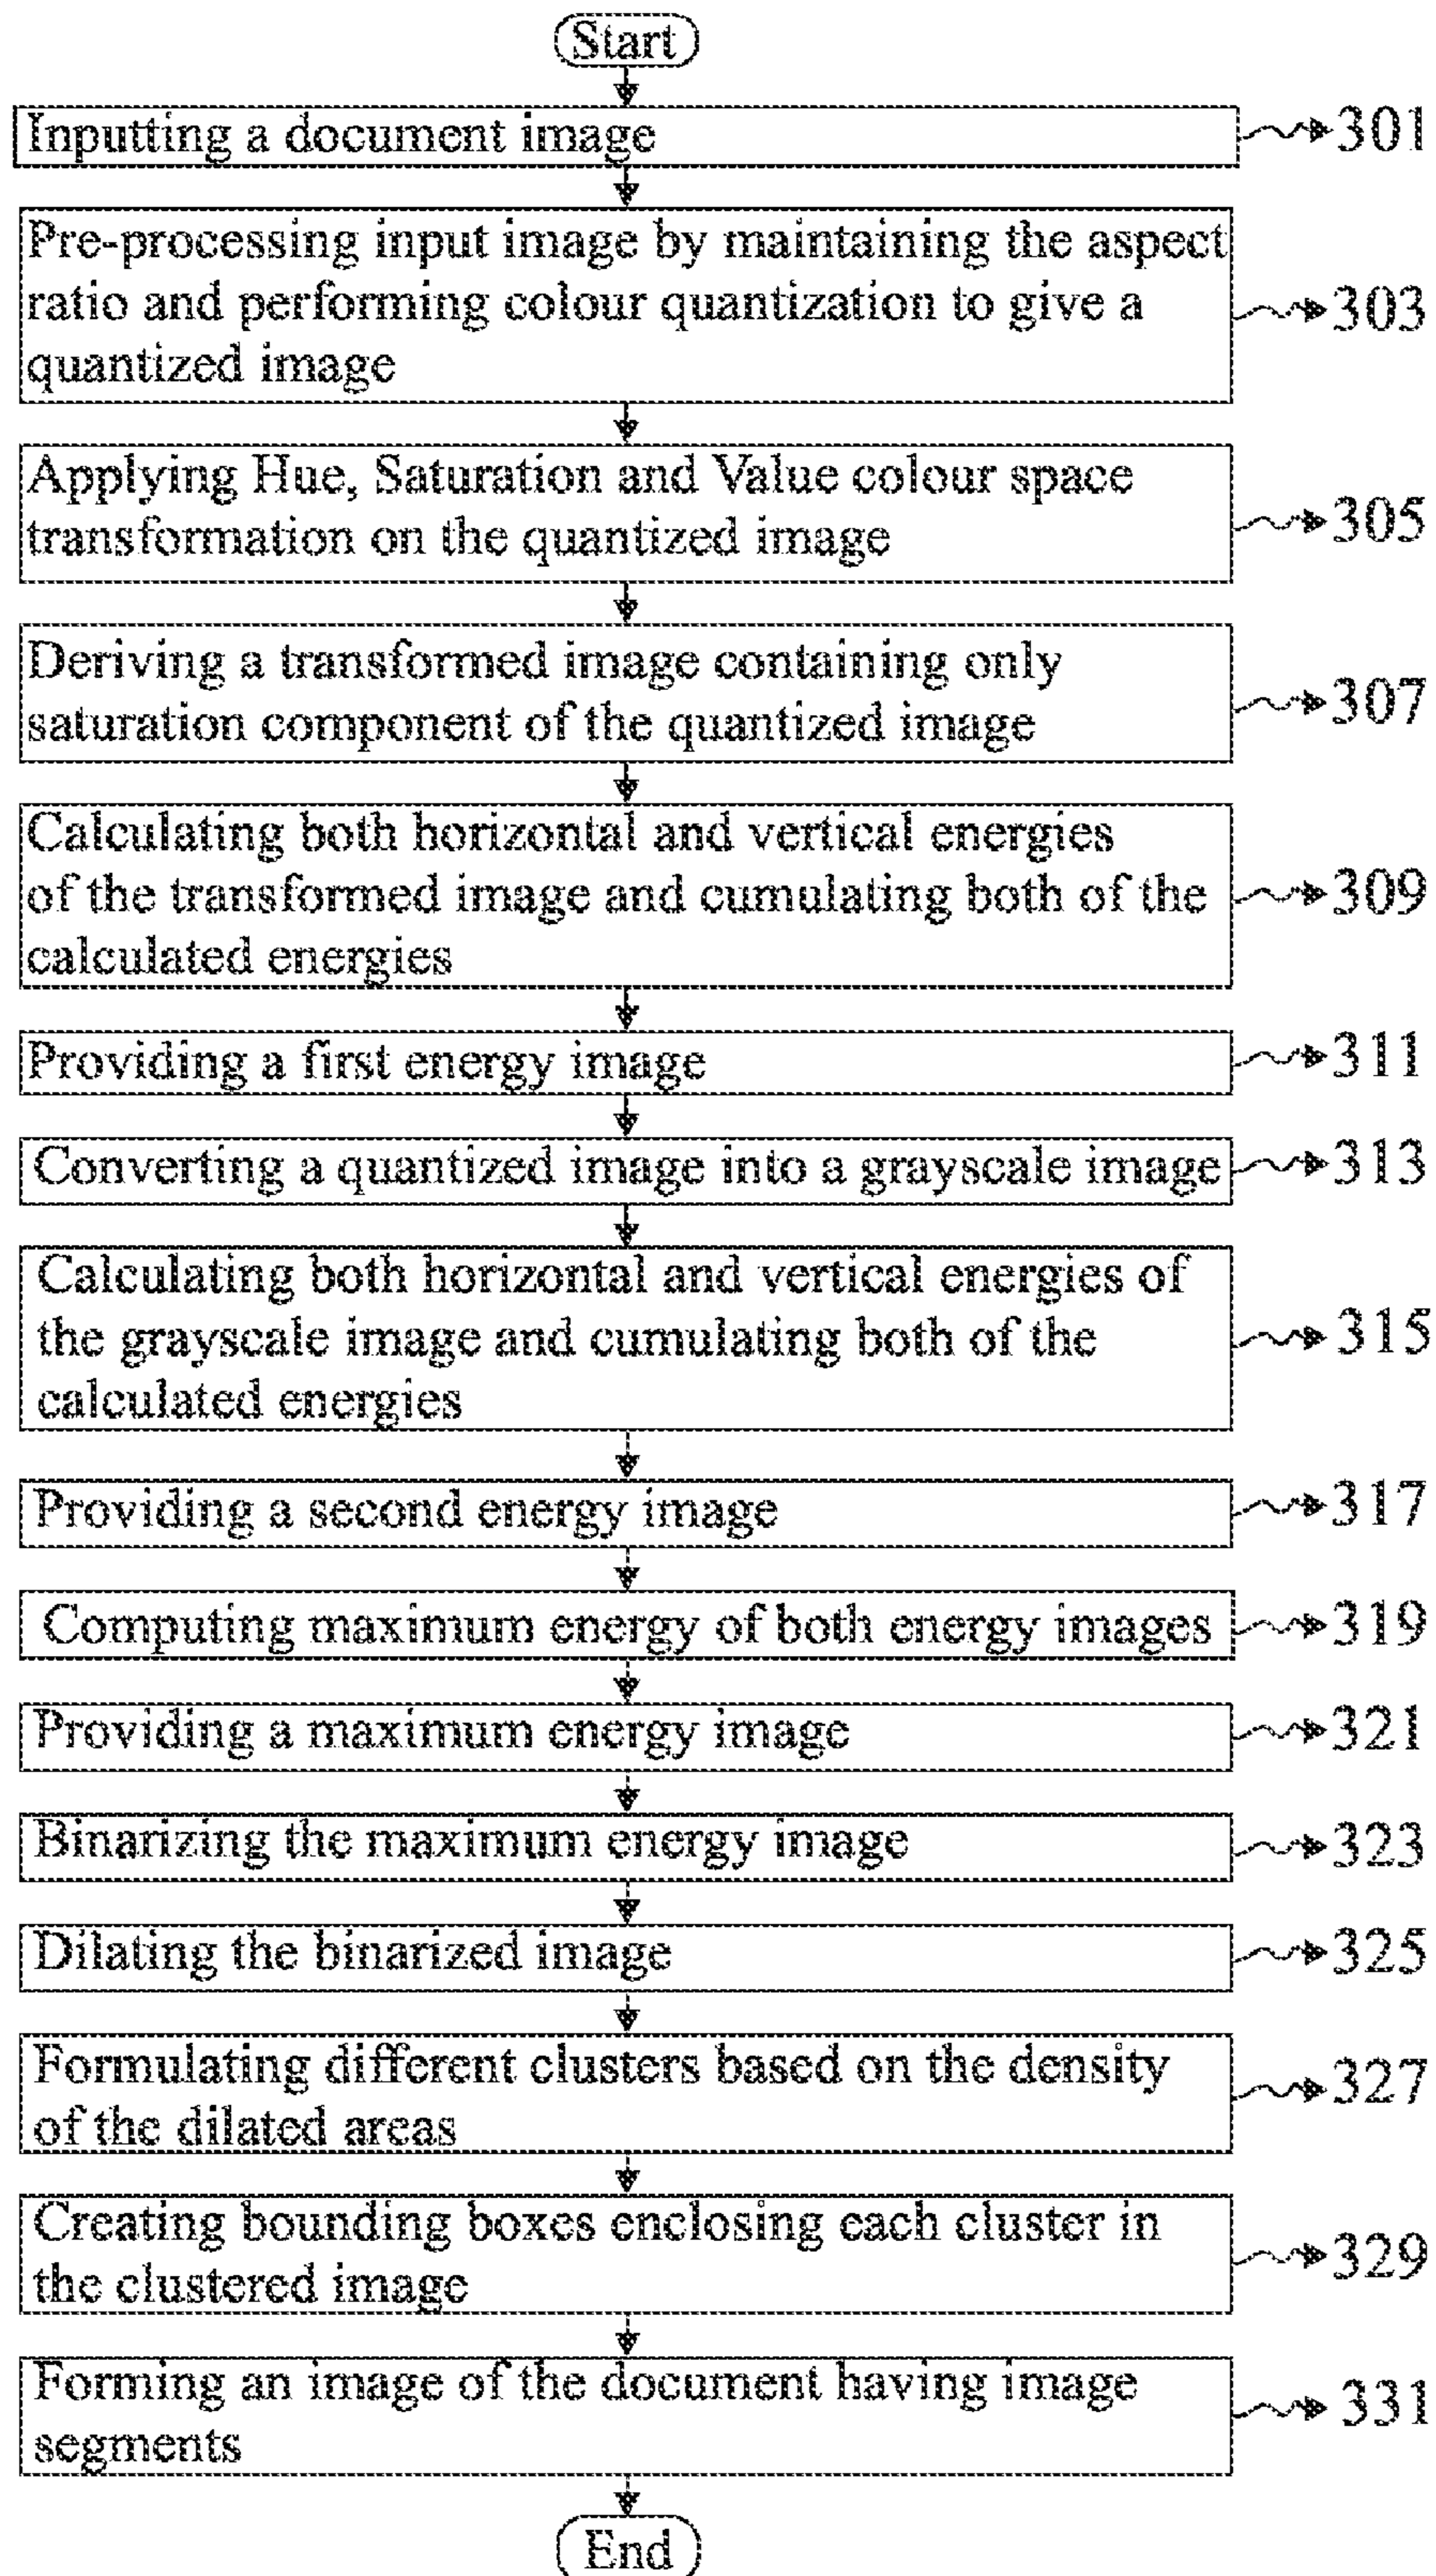 Start
Inputting a document image
301
Pre-processing input image by maintaining the aspect
ratio and performing colour quantization to give a
quantized image
303
Applying Hue, Saturation and Value colour space
transformation on the quantized image
305
Deriving a transformed image containing only
saturation component of the quantized image
307
Calculating both horizontal and vertical energies
of the transformed image and cumulating both of the
calculated energies
309
Providing a first energy image
311
Converting a quantized image into a grayscale image
313
Calculating both horizontal and vertical energies of
the grayscale image and cumulating both of the
calculated energies
315
Providing a second energy image
317
Computing maximum energy of both energy images
319
Providing a maximum energy image
321
Binarizing the maximum energy image
323
Dilating the binarized image
325
Formulating different clusters based on the density
of the dilated areas
327
Creating bounding boxes enclosing each cluster in
the clustered image
329
Forming an image of the document having image
segments
331
End